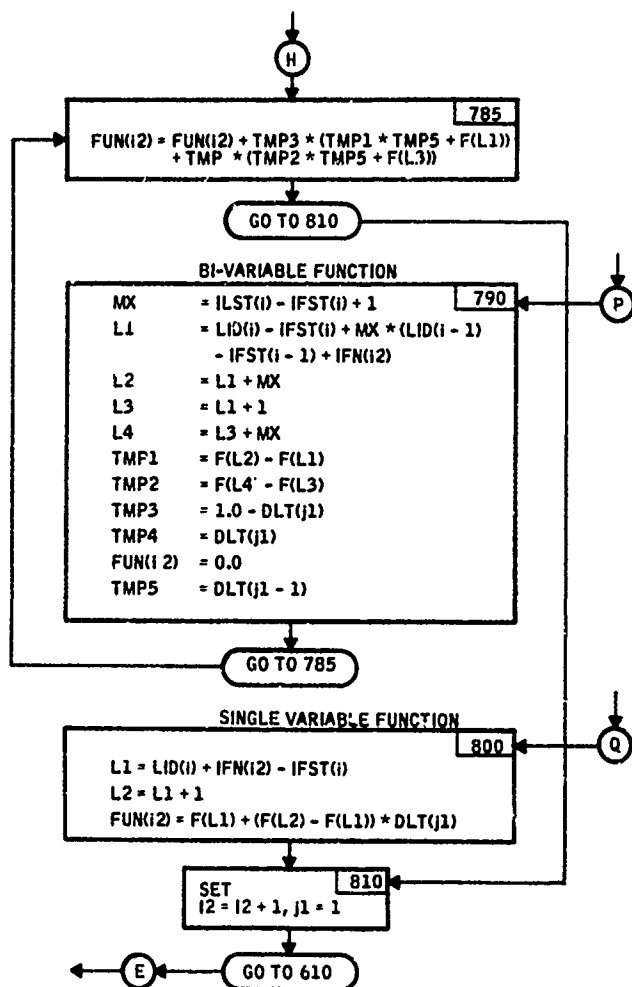 H
785
FUN(i2) = FUN(i2) + TMP3 * (TMP1 * TMP5 + F(L1))
+ TMP * (TMP2 * TMP5 + F(L3))
GO TO 810
BI-VARIABLE FUNCTION
790
P
MX = ILST(i) - IFST(i) + 1
L1 = LID(i) - IFST(i) + MX * (LID(i - 1)
- IFST(i - 1) + IFN(i2)
L2 = L1 + MX
L3 = L1 + 1
L4 = L3 + MX
TMP1 = F(L2) - F(L1)
TMP2 = F(L4' - F(L3)
TMP3 = 1.0 - DLT(j1)
TMP4 = DLT(j1)
FUN(i 2) = 0.0
TMP5 = DLT(j1 - 1)
GO TO 785
SINGLE VARIABLE FUNCTION
800
Q
L1 = LID(i) + IFN(i2) - IFST(i)
L2 = L1 + 1
FUN(i2) = F(L1) + (F(L2) - F(L1)) * DLT(j1)
810
SET
I2 = I2 + 1, j1 = 1
E
GO TO 610